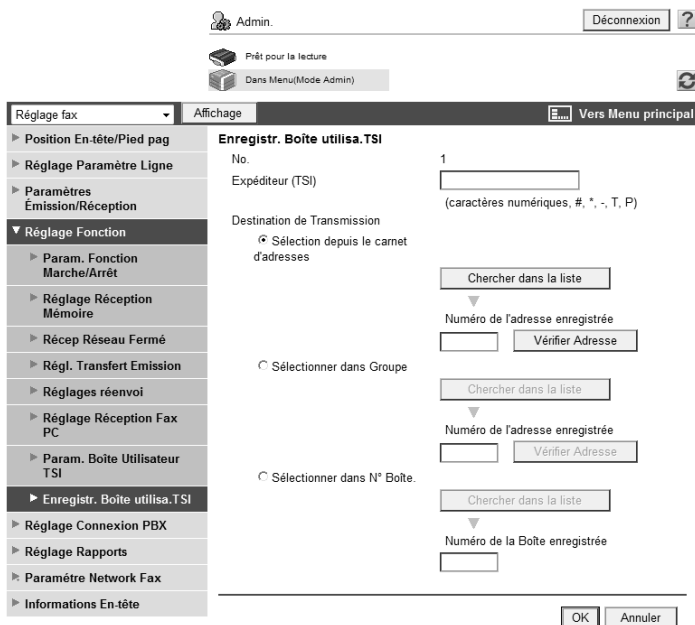 Admin.
Déconnexion
?
Prêt pour la lecture
Dans Menu(Mode Admin)
Réglage fax
Affichage
Vers Menu principal
Position En-tête/Pied pag
Réglage Paramètre Ligne
Paramètres
Émission/Réception
Réglage Fonction
Param. Fonction
Marche/Arrêt
Réglage Réception
Mémoire
Récep Réseau Fermé
Régl. Transfert Emission
Réglages réenvoi
Réglage Réception Fax
PC
Param. Boîte Utilisateur
TSI
Enregistr. Boîte utilisa.TSI
Réglage Connexion PBX
Réglage Rapports
Paramétre Network Fax
Informations En-tête
Enregistr. Boîte utilisa.TSI
No. 1
Expéditeur (TSI)
(caractères numériques, #, *, -, T, P)
Destination de Transmission
Sélection depuis le carnet
d'adresses
Chercher dans la liste
Numéro de l'adresse enregistrée
Vérifier Adresse
Sélectionner dans Groupe
Chercher dans la liste
Numéro de l'adresse enregistrée
Vérifier Adresse
Sélectionner dans N° Boîte.
Chercher dans la liste
Numéro de la Boîte enregistrée
OK
Annuler